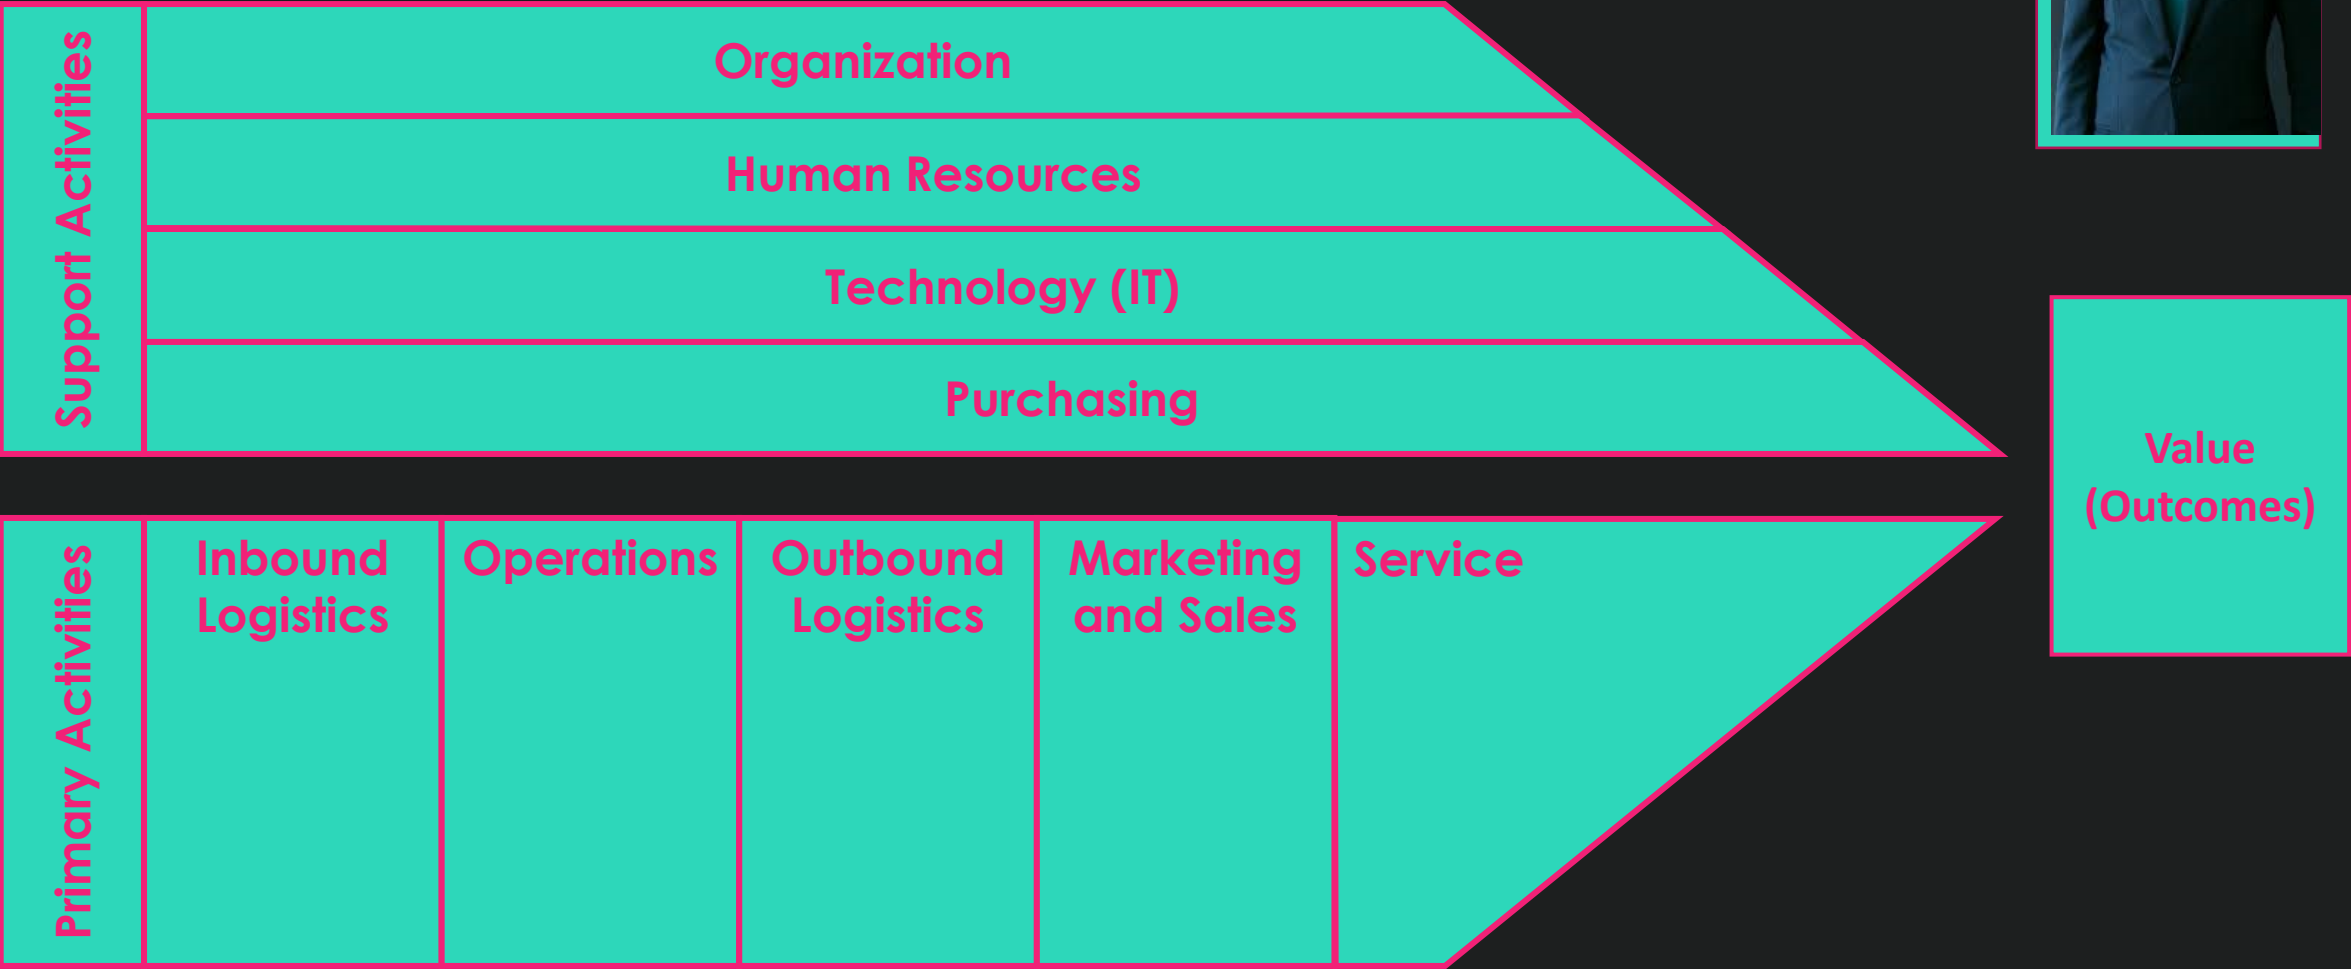 Support Activities
Organization
Human Resources
Technology (IT)
Purchasing
Value
(Outcomes)
Primary Activities
Inbound
Logistics
Operations
Outbound
Logistics
Marketing
and Sales
Service